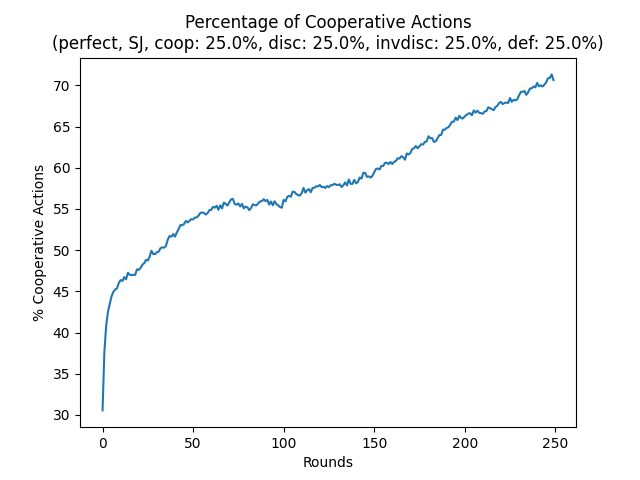 Percentage of Cooperative Actions
(perfect, SJ, coop: 25.0%, disc: 25.0%, invdisc: 25.0%, def: 25.0%)
% Cooperative Actions
70
65
60
55
50
45
40
35
30
0 50 100 150 200 250
Rounds